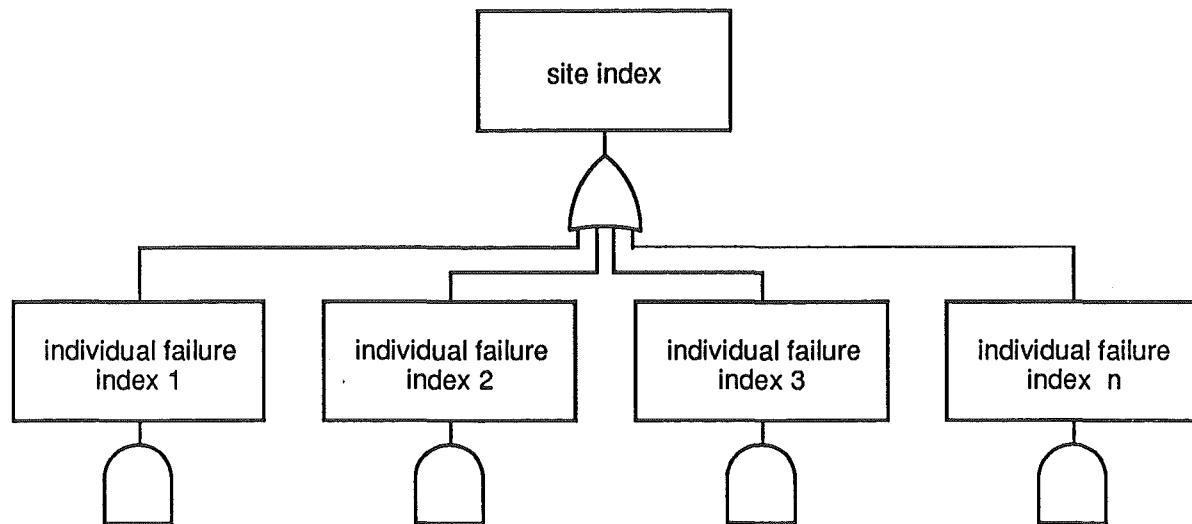 site index
individual failure
index 1
individual failure
index 2
individual failure
index 3
individual failure
index n